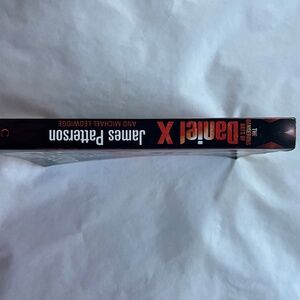 THE
DANGEROUS
DAYS OF
Daniel X
James Patterson
AND MICHAEL LEDWIDGE